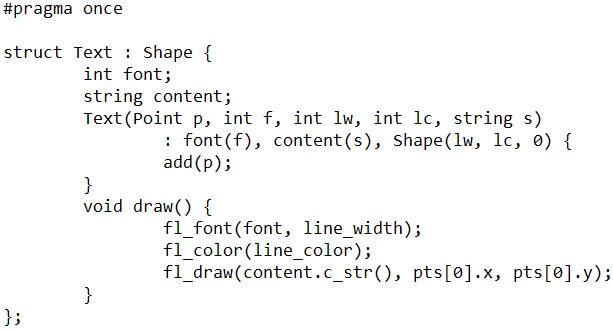 #pragma once

struct Text : Shape {
        int font;
        string content;
        Text(Point p, int f, int lw, int lc, string s)
                : font(f), content(s), Shape(lw, lc, 0) {
                add(p);
        }
        void draw() {
                fl_font(font, line_width);
                fl_color(line_color);
                fl_draw(content.c_str(), pts[0].x, pts[0].y);
        }
};